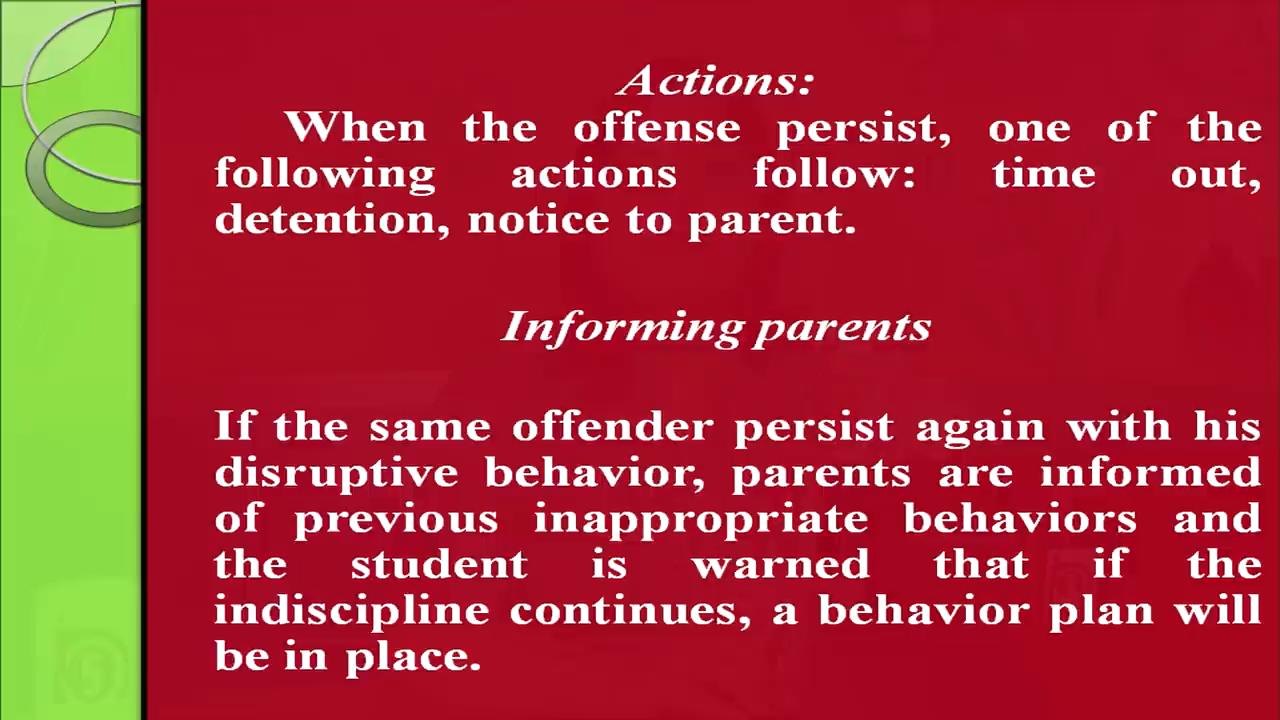 Actions:
When the offense persist, one of the
following actions follow: time out,
detention, notice to parent.
Informing parents
If the same offender persist again with his
disruptive behavior, parents are informed
of previous inappropriate behaviors and
the student is warned that if the
indiscipline continues, a behavior plan will
be in place.